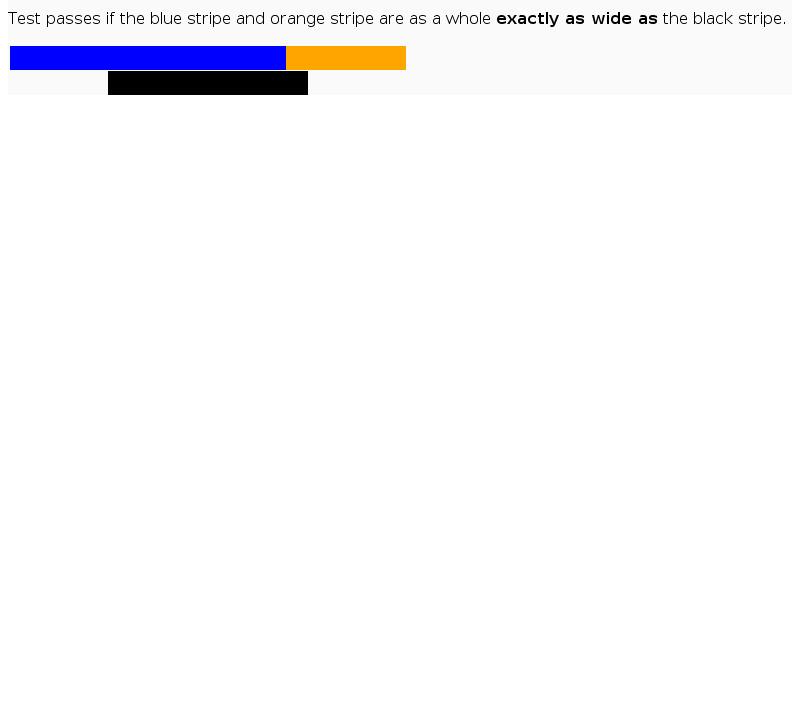 Test passes if the blue stripe and orange stripe are as a whole exactly as wide as the black stripe.